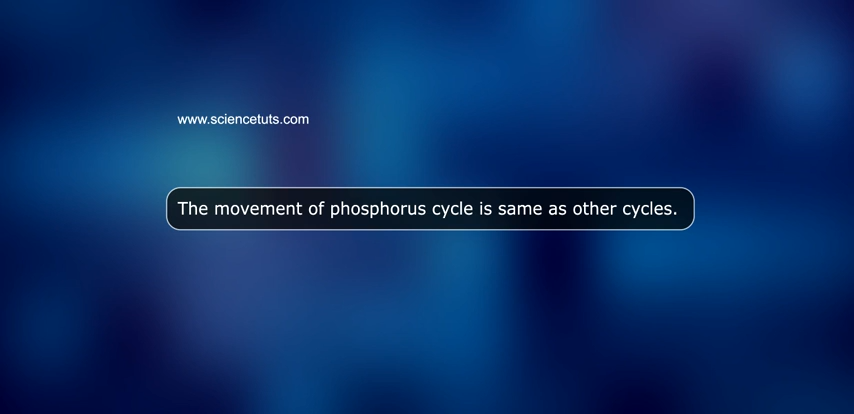 www.sciencetuts.com
The movement of phosphorus cycle is same as other cycles.